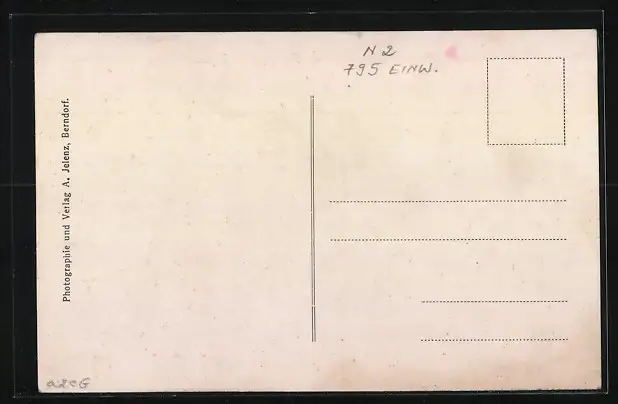 N 2
795 EINW.
Photographie und Verlag A. Jelenz, Berndorf.